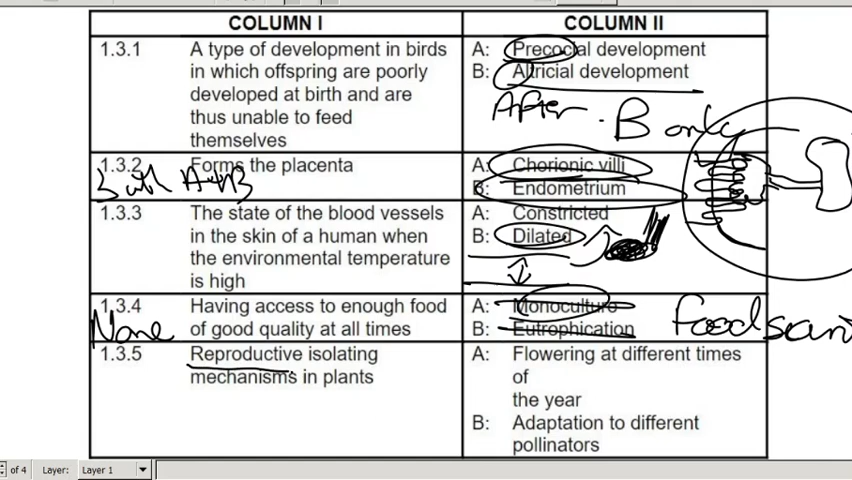 COLUMN I COLUMN II
1.3.1 A type of development in birds A: Precocial development
in which offspring are poorly B: Altricial development
developed at birth and are
After.
thus unable to feed B only
themselves
1.3.2 Forms the placenta A: Chorionic villi
Both A+B B: Endometrium
1.3.3 The state of the blood vessels A: Constricted
in the skin of a human when B: Dilated
the environmental temperature
is high
1.3.4 Having access to enough food A: Monoculture
None of good quality at all times B: Eutrophication
Food
1.3.5 Reproductive isolating A: Flowering at different times
mechanisms in plants of
the year
B: Adaptation to different
pollinators
of 4 Layer: Layer 1